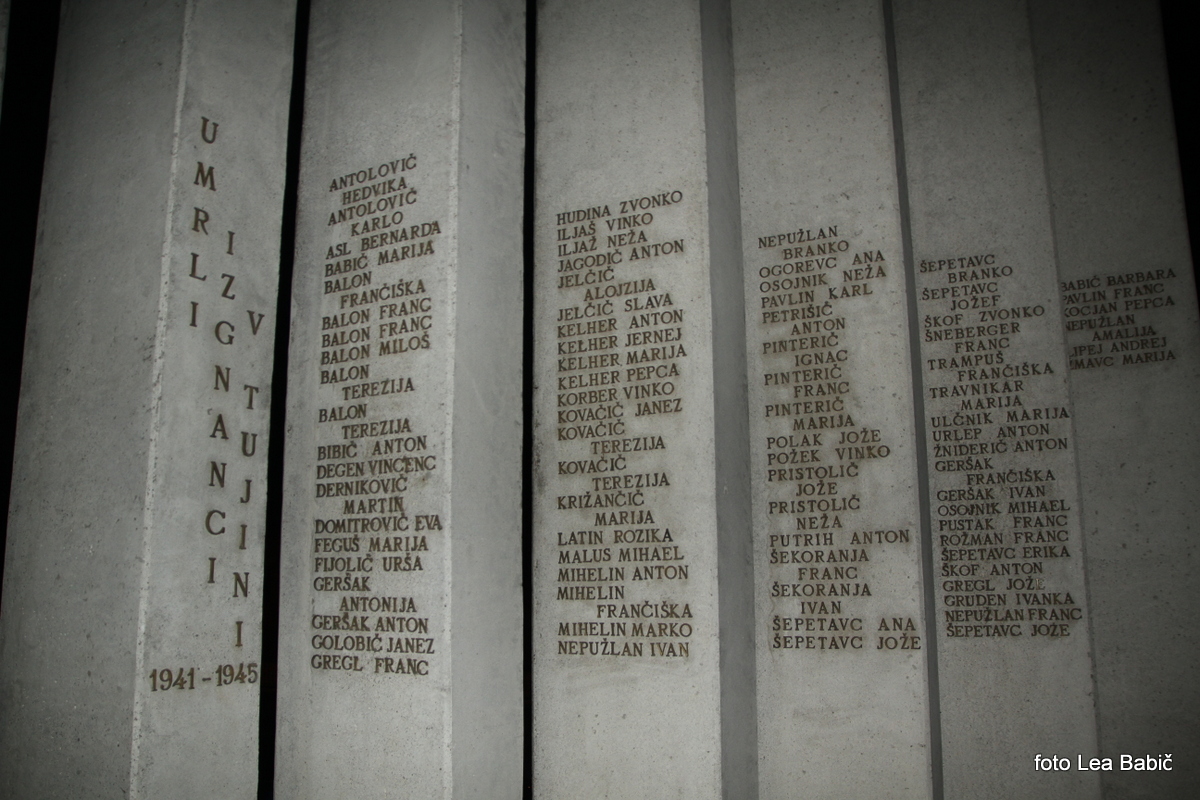 UMRLI
IZGNANCI
V TUJINI
1941-1945
ANTOLOVIČ
HEDVIKA
ANTOLOVIČ
KARLO
ASL BERNARDA
BABIČ MARIJA
BALON
FRANČIŠKA
BALON FRANC
BALON FRANC
BALON MILOŠ
BALON
TEREZIJA
BALON
TEREZIJA
BIBIČ ANTON
DEGEN VINCENC
DERNIKOVIČ
MARTIN
DOMITROVIČ EVA
FEGUŠ MARIJA
FIJOLIČ URŠA
GERŠAK
ANTONIJA
GERŠAK ANTON
GOLOBIČ JANEZ
GREGL FRANC
HUDINA ZVONKO
ILJAŠ VINKO
ILJAŽ NEŽA
JAGODIČ ANTON
JELČIČ
ALOJZIJA
JELČIČ SLAVA
KELHER ANTON
KELHER JERNEJ
KELHER MARIJA
KELHER PEPCA
KORBER VINKO
KOVAČIČ JANEZ
KOVAČIČ
TEREZIJA
KOVAČIČ
TEREZIJA
KRIŽANČIČ
MARIJA
LATIN ROZIKA
MALUS MIHAEL
MIHELIN ANTON
MIHELIN
FRANČIŠKA
MIHELIN MARKO
NEPUŽLAN IVAN
NEPUŽLAN
BRANKO
OGOREVC ANA
OSOJNIK NEŽA
PAVLIN KARL
PETRIŠIČ
ANTON
PINTERIČ
IGNAC
PINTERIČ
FRANC
PINTERIČ
MARIJA
POLAK JOŽE
POŽEK VINKO
PRISTOLIČ
JOŽE
PRISTOLIČ
NEŽA
PUTRIH ANTON
ŠEKORANJA
FRANC
ŠEKORANJA
IVAN
ŠEPETAVC ANA
ŠEPETAVC JOŽE
ŠEPETAVC
BRANKO
ŠEPETAVC
JOŽEF
ŠKOF ZVONKO
ŠNEBERGER
FRANC
TRAMPUŠ
FRANČIŠKA
TRAVNIKAR
MARIJA
ULČNIK MARIJA
URLEP ANTON
ŽNIDERIČ ANTON
GERŠAK
FRANČIŠKA
GERŠAK IVAN
OSOJNIK MIHAEL
PUSTAK FRANC
ROŽMAN FRANC
ŠEPETAVC ERIKA
ŠKOF ANTON
GREGL JOŽE
GRUDEN IVANKA
NEPUŽLAN FRANC
ŠEPETAVC JOŽE
BABIČ BARBARA
PAVLIN FRANC
KOCJAN PEPCA
NEPUŽLAN
AMALIJA
ANDREJ
MARIJA
foto Lea Babič